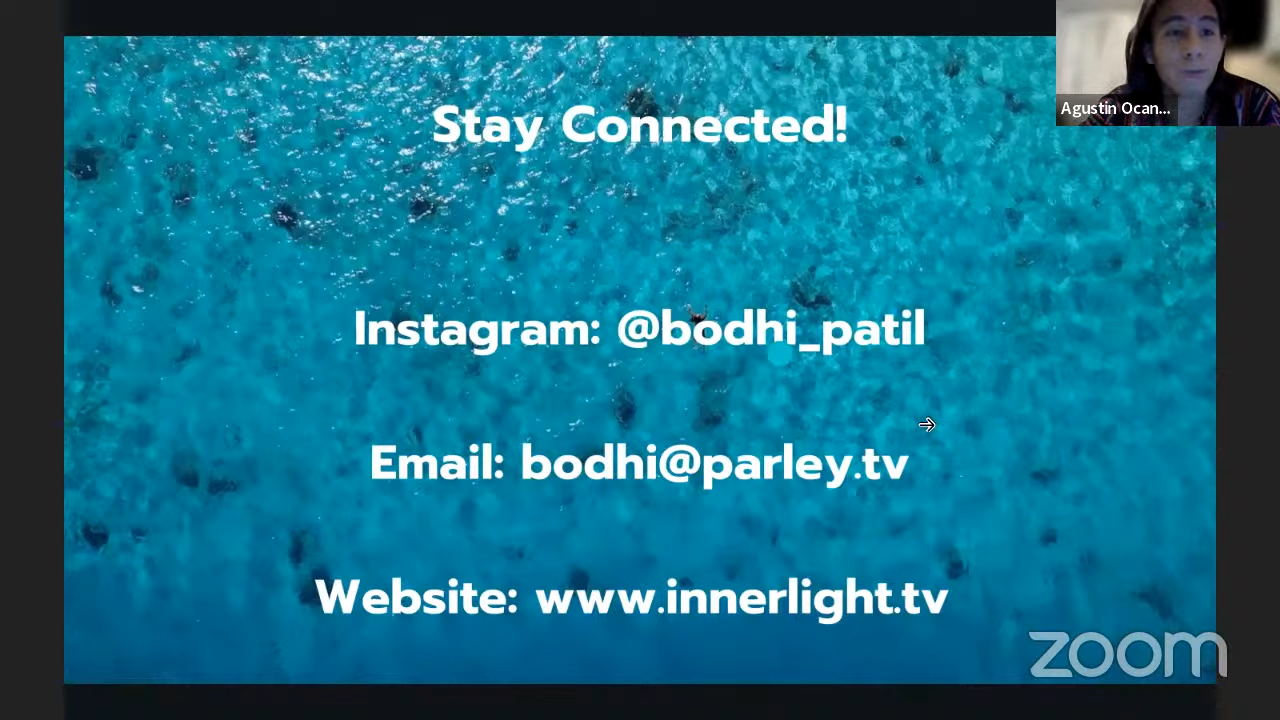 Agustin Ocan...
Stay Connected!
Instagram: @bodhi_patil
Email: bodhi@parley.tv
Website: www.innerlight.tv
zoom